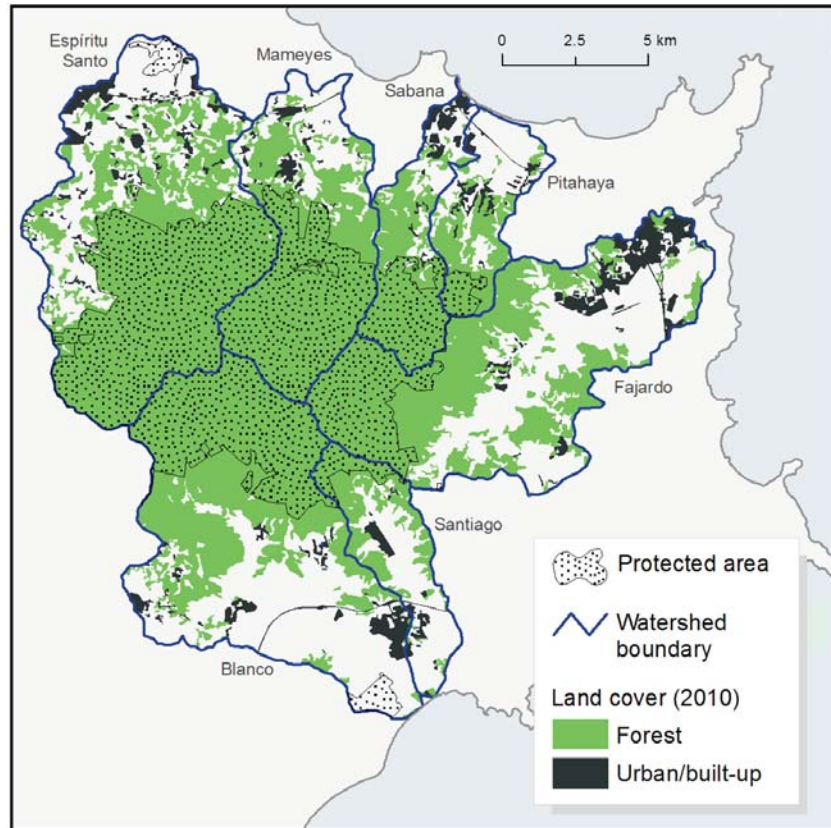 Espíritu
Santo
Mameyes
0 2.5 5 km
Sabana
Pitahaya
Fajardo
Santiago
Blanco
Protected area
Watershed
boundary
Land cover (2010)
Forest
Urban/built-up